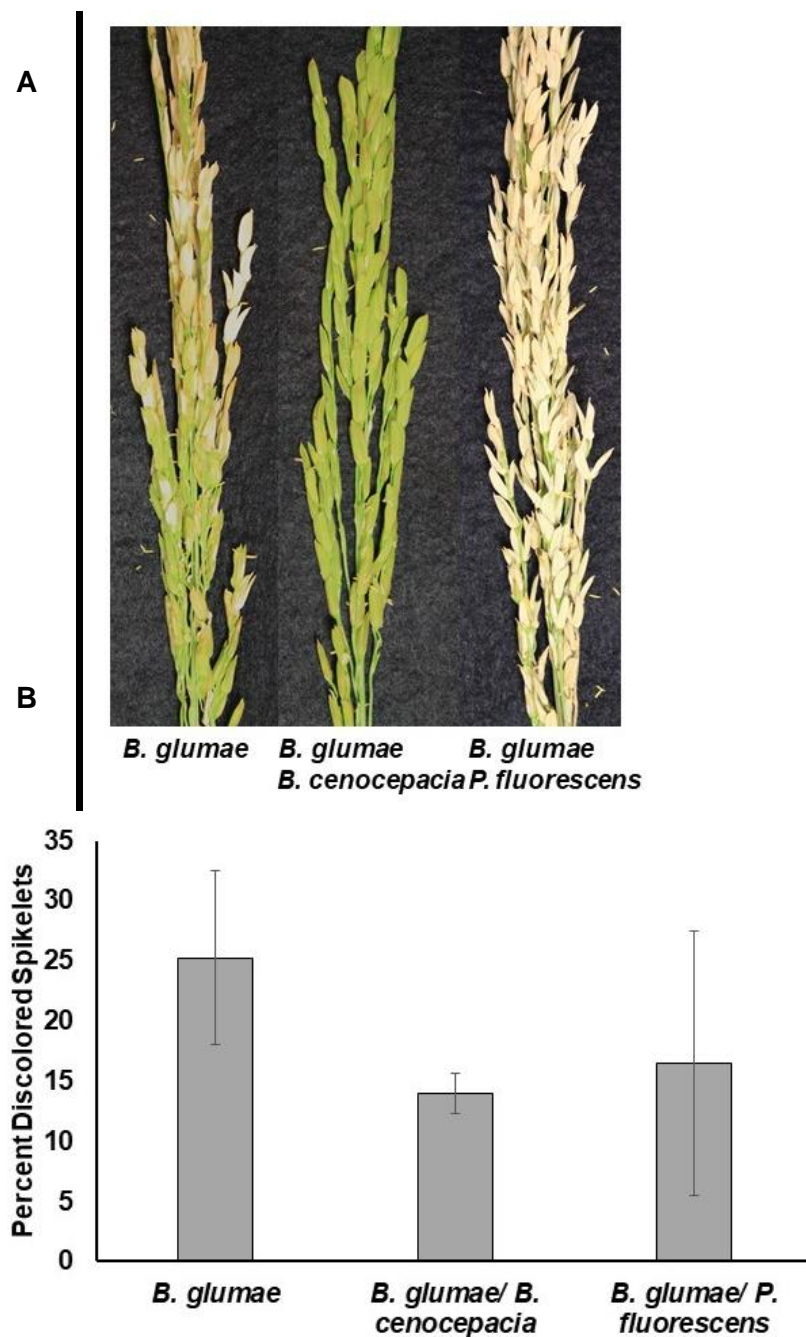 A
B
B. glumae B. glumae B. glumae
B. cenocepacia P. fluorescens
35
30
25
20
15
10
5
0
Percent Discolored Spikelets
B. glumae B. glumae/ B. B. glumae/ P.
cenocepacia fluorescens